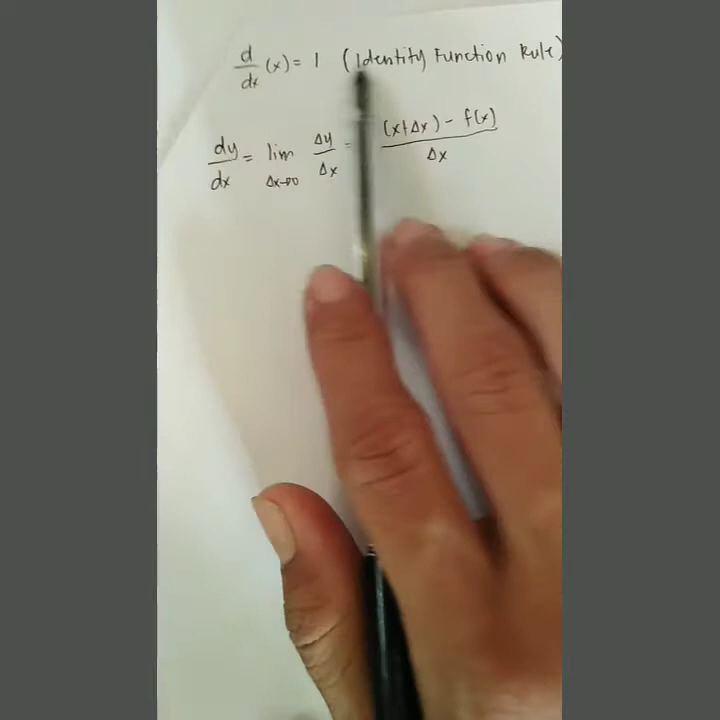 d/dx (x) = 1 (Identity Function Rule)
dy/dx = lim Δx→0 Δy/Δx = (x+Δx) - f(x) / Δx